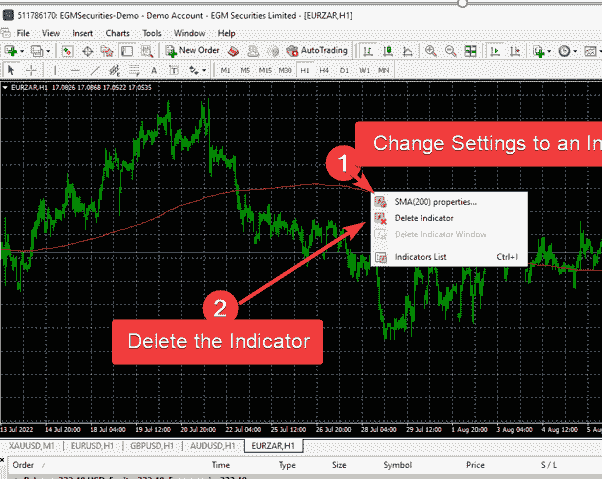 511786170: EGMSecurities-Demo - Demo Account - EGM Securities Limited - [EURZAR,H1]
File View Insert Charts Tools Window Help
New Order AutoTrading
A T M1 M5 M15 M30 H1 H4 D1 W1 MN
EURZAR,H1 17.0826 17.0868 17.0522 17.0535
Change Settings to an In
1
SMA(200) properties...
Delete Indicator
Delete Indicator Window
Indicators List Ctrl+I
2
Delete the Indicator
13 Jul 2022 14 Jul 20:00 18 Jul 04:00 19 Jul 12:00 20 Jul 20:00 22 Jul 04:00 25 Jul 12:00 26 Jul 20:00 28 Jul 04:00 29 Jul 12:00 1 Aug 20:00 3 Aug 04:00 4 Aug 12:00 5 Aug
XAUUSD,M1 EURUSD,H1 GBPUSD,H1 AUDUSD,H1 EURZAR,H1
Order / Time Type Size Symbol Price S / L